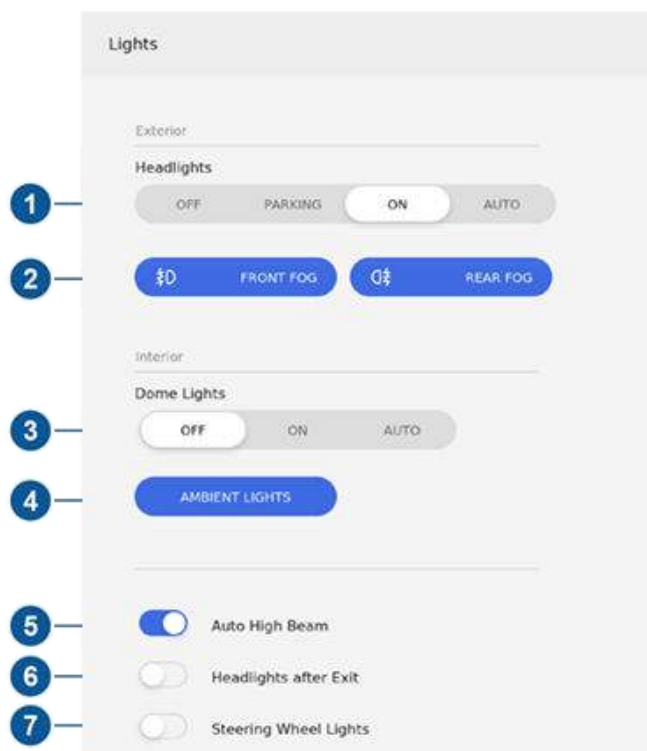 Lights
Exterior
Headlights
1 OFF PARKING ON AUTO
2 FRONT FOG REAR FOG
Interior
Dome Lights
3 OFF ON AUTO
4 AMBIENT LIGHTS
5 Auto High Beam
6 Headlights after Exit
7 Steering Wheel Lights